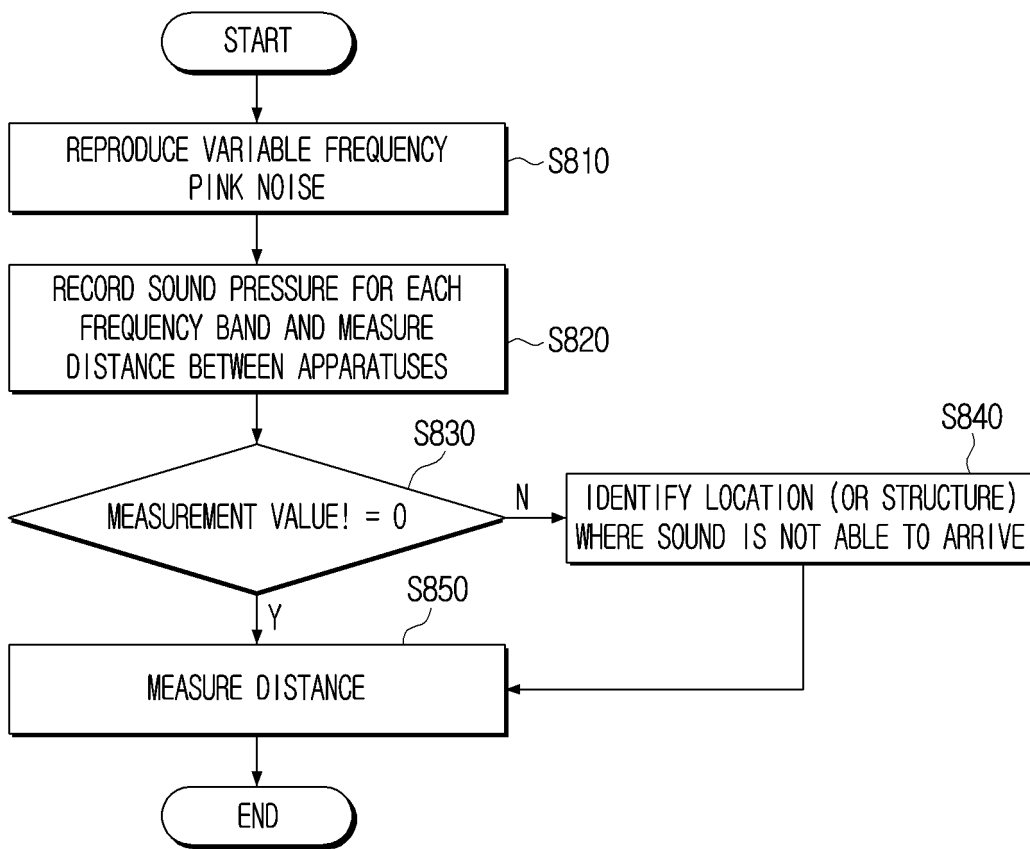 START
REPRODUCE VARIABLE FREQUENCY
PINK NOISE
S810
RECORD SOUND PRESSURE FOR EACH
FREQUENCY BAND AND MEASURE
DISTANCE BETWEEN APPARATUSES
S820
S830
MEASUREMENT VALUE! = 0
N
S840
IDENTIFY LOCATION (OR STRUCTURE)
WHERE SOUND IS NOT ABLE TO ARRIVE
Y
S850
MEASURE DISTANCE
END